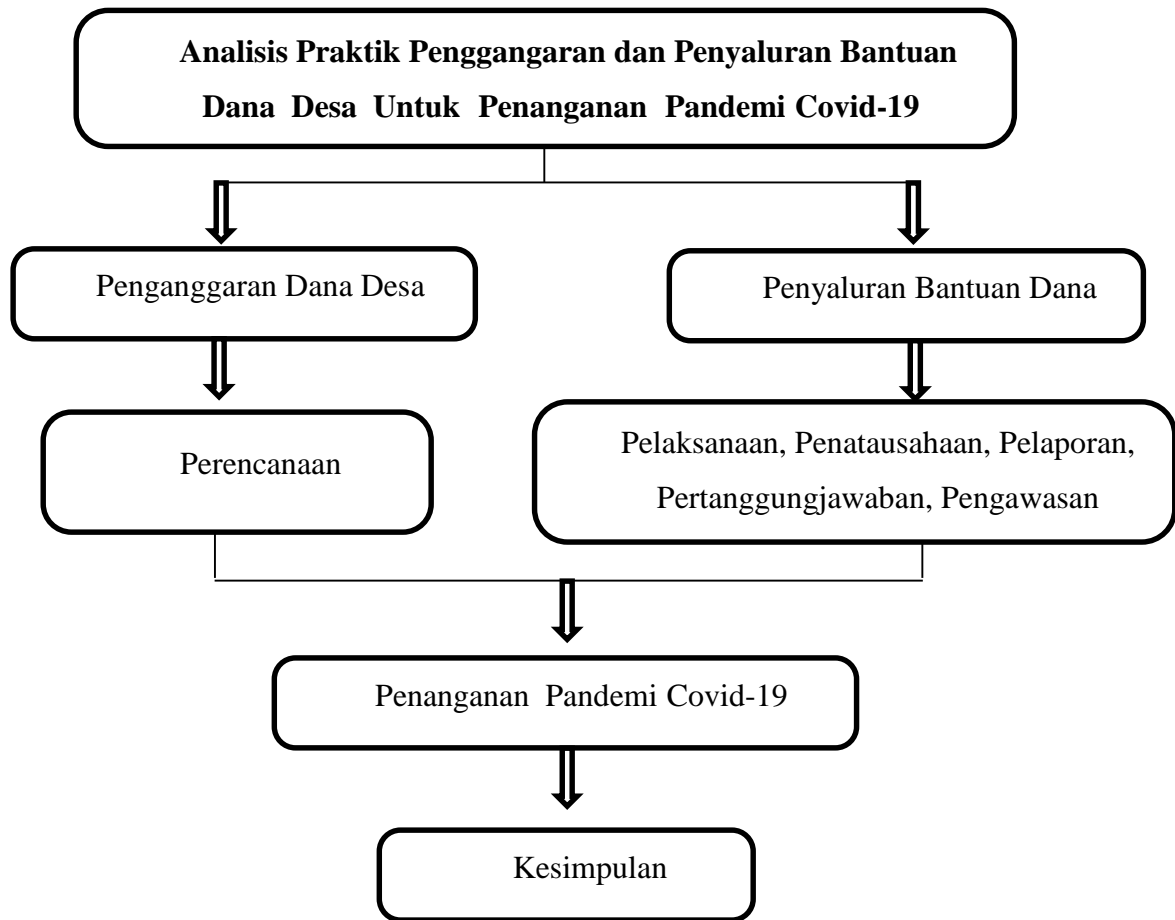 Analisis Praktik Penggangaran dan Penyaluran Bantuan
Dana Desa Untuk Penanganan Pandemi Covid-19
Penganggaran Dana Desa
Penyaluran Bantuan Dana
Perencanaan
Pelaksanaan, Penatausahaan, Pelaporan,
Pertanggungjawaban, Pengawasan
Penanganan Pandemi Covid-19
Kesimpulan